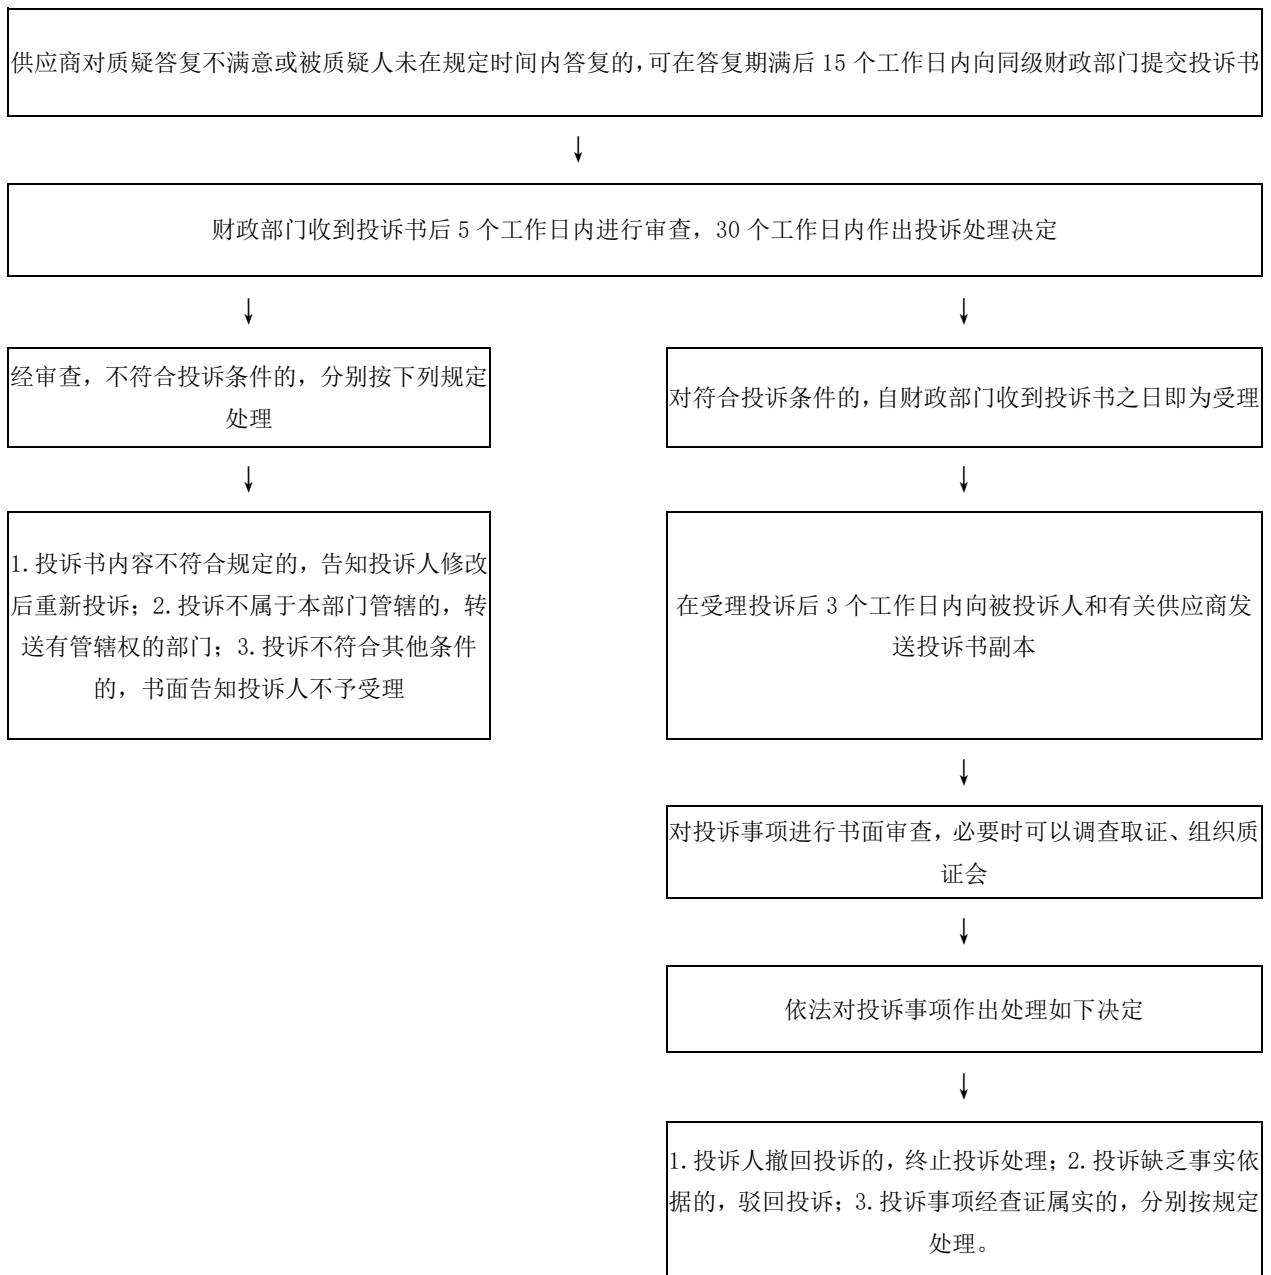 供应商对质疑答复不满意或被质疑人未在规定时间内答复的，可在答复期满后 15 个工作日内向同级财政部门提交投诉书
↓
财政部门收到投诉书后 5 个工作日内进行审查，30 个工作日内作出投诉处理决定
↓ ↓
经审查，不符合投诉条件的，分别按下列规定
处理
对符合投诉条件的，自财政部门收到投诉书之日即为受理
↓ ↓
1.投诉书内容不符合规定的，告知投诉人修改
后重新投诉；2.投诉不属于本部门管辖的，转
送有管辖权的部门；3.投诉不符合其他条件
的，书面告知投诉人不予受理
在受理投诉后 3 个工作日内向被投诉人和有关供应商发
送投诉书副本
↓
对投诉事项进行书面审查，必要时可以调查取证、组织质
证会
↓
依法对投诉事项作出处理如下决定
↓
1.投诉人撤回投诉的，终止投诉处理；2.投诉缺乏事实依
据的，驳回投诉；3.投诉事项经查证属实的，分别按规定
处理。